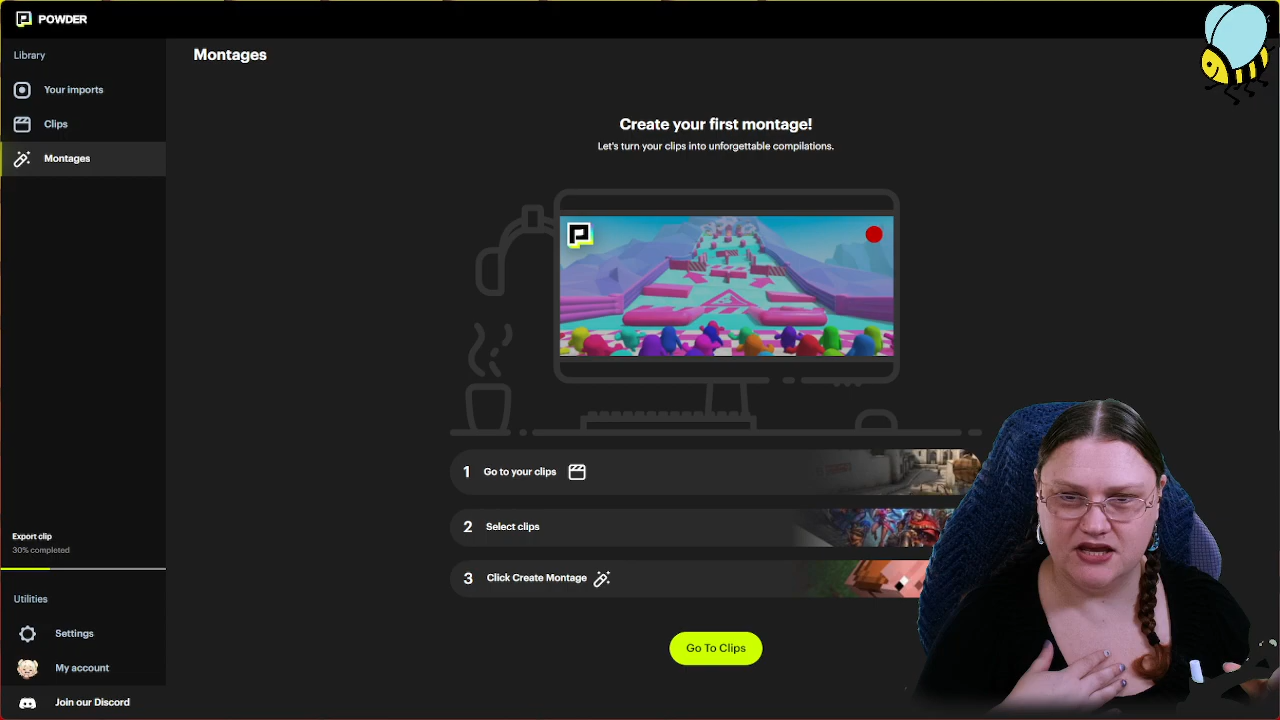 POWDER
Library
Your imports
Clips
Montages
Export clip
30% completed
Utilities
Settings
My account
Join our Discord
Montages
Create your first montage!
Let's turn your clips into unforgettable compilations.
1 Go to your clips
2 Select clips
3 Click Create Montage
Go To Clips